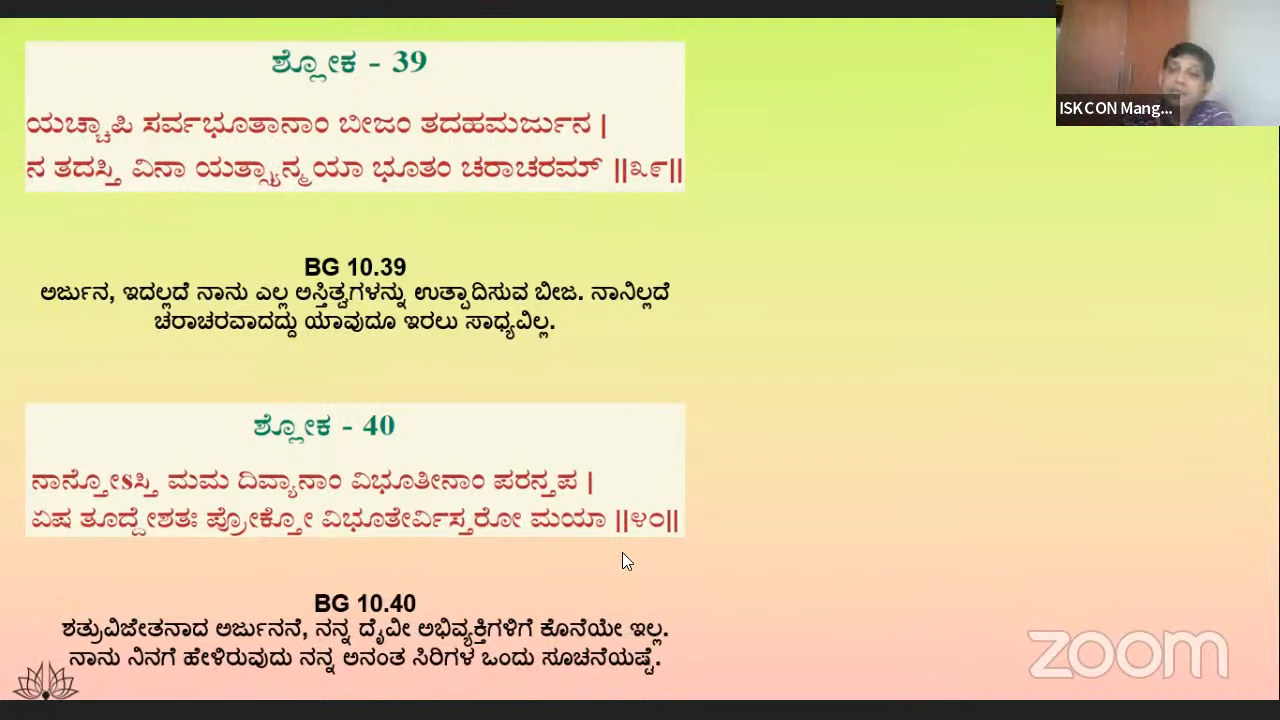 ಶ್ಲೋಕ - 39
ಯಚ್ಚಾಪಿ ಸರ್ವಭೂತಾನಾಂ ಬೀಜಂ ತದಹಮರ್ಜುನ |
ನ ತದಸ್ತಿ ವಿನಾ ಯತ್ಸ್ಯಾನ್ಮಯಾ ಭೂತಂ ಚರಾಚರಮ್ ||೩೯||
BG 10.39
ಅರ್ಜುನ, ಇದಲ್ಲದೆ ನಾನು ಎಲ್ಲ ಅಸ್ತಿತ್ವಗಳನ್ನು ಉತ್ಪಾದಿಸುವ ಬೀಜ. ನಾನಿಲ್ಲದೆ
ಚರಾಚರವಾದದ್ದು ಯಾವುದೂ ಇರಲು ಸಾಧ್ಯವಿಲ್ಲ.
ಶ್ಲೋಕ - 40
ನಾನ್ತೋSಸ್ತಿ ಮಮ ದಿವ್ಯಾನಾಂ ವಿಭೂತೀನಾಂ ಪರನ್ತಪ |
ಏಷ ತೂದ್ದೇಶತಃ ಪ್ರೋಕ್ತೋ ವಿಭೂತೇರ್ವಿಸ್ತರೋ ಮಯಾ ||೪೦||
BG 10.40
ಶತ್ರುವಿಜೇತನಾದ ಅರ್ಜುನನೆ, ನನ್ನ ದೈವೀ ಅಭಿವ್ಯಕ್ತಿಗಳಿಗೆ ಕೊನೆಯೇ ಇಲ್ಲ.
ನಾನು ನಿನಗೆ ಹೇಳಿರುವುದು ನನ್ನ ಅನಂತ ಸಿರಿಗಳ ಒಂದು ಸೂಚನೆಯಷ್ಟೆ.
ISKCON Mang...
zoom